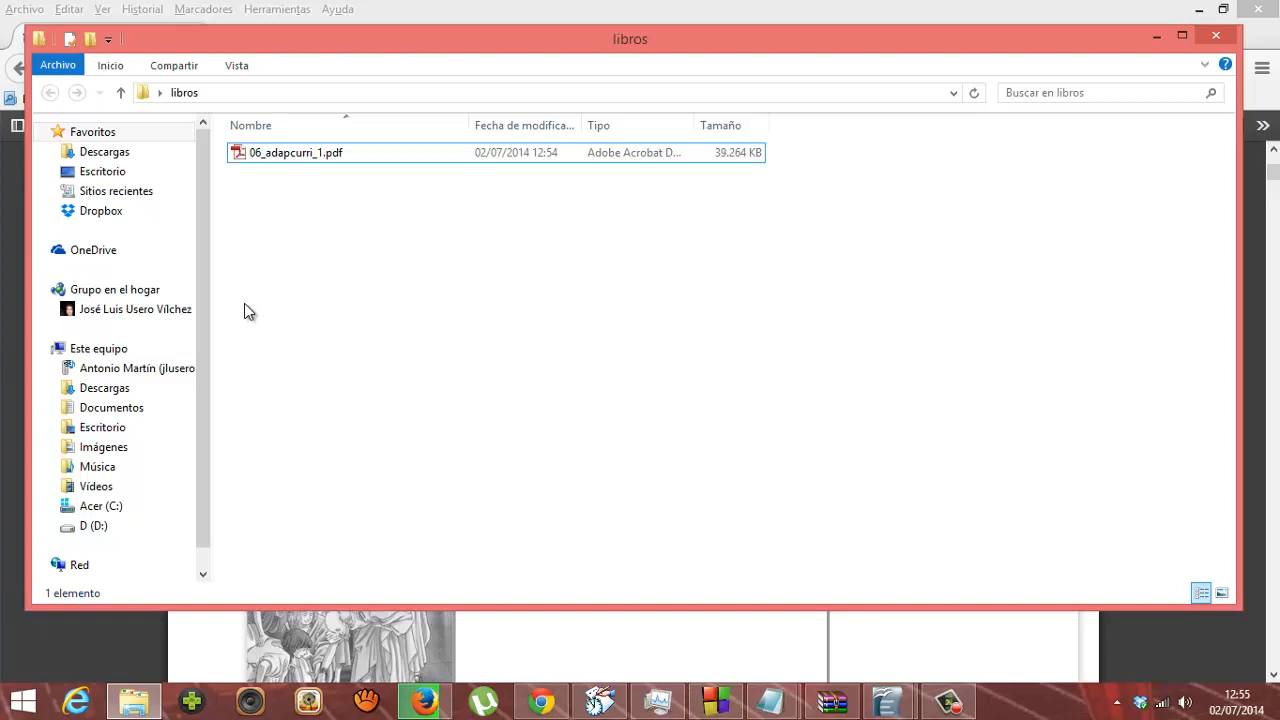 Archivo Editar Ver Historial Marcadores Herramientas Ayuda
libros
Archivo Inicio Compartir Vista
libros
Buscar en libros
Nombre Fecha de modifica... Tipo Tamaño
06_adapcurri_1.pdf 02/07/2014 12:54 Adobe Acrobat D... 39.264 KB
Favoritos
Descargas
Escritorio
Sitios recientes
Dropbox
OneDrive
Grupo en el hogar
José Luis Usero Vílchez
Este equipo
Antonio Martín (jlusero
Descargas
Documentos
Escritorio
Imágenes
Música
Vídeos
Acer (C:)
D (D:)
Red
1 elemento
12:55
02/07/2014